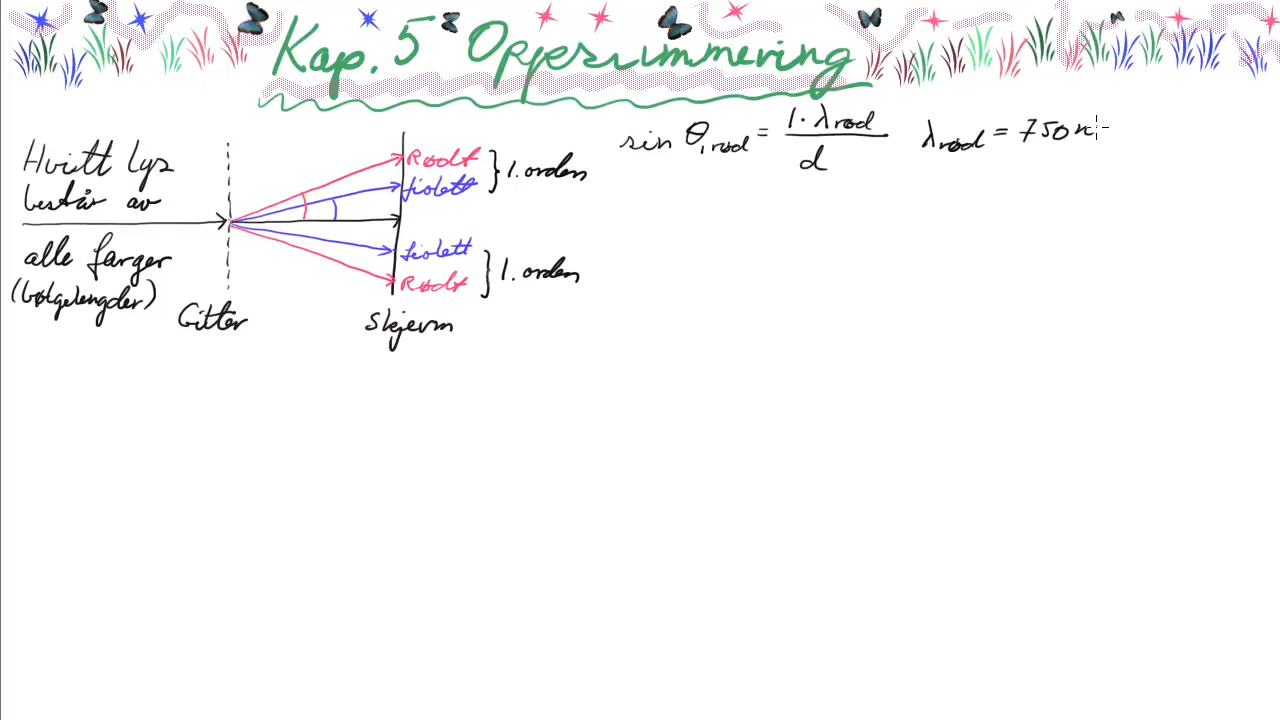 Kap. 5 Oppsummering
Hvitt lys
består av
alle farger
(bølgelengder)
Gitter
Skjerm
Rødt
fiolett
} 1. orden
fiolett
Rødt
} 1. orden
sin θ₁,rød = 1·λrød / d
λrød = 750 n